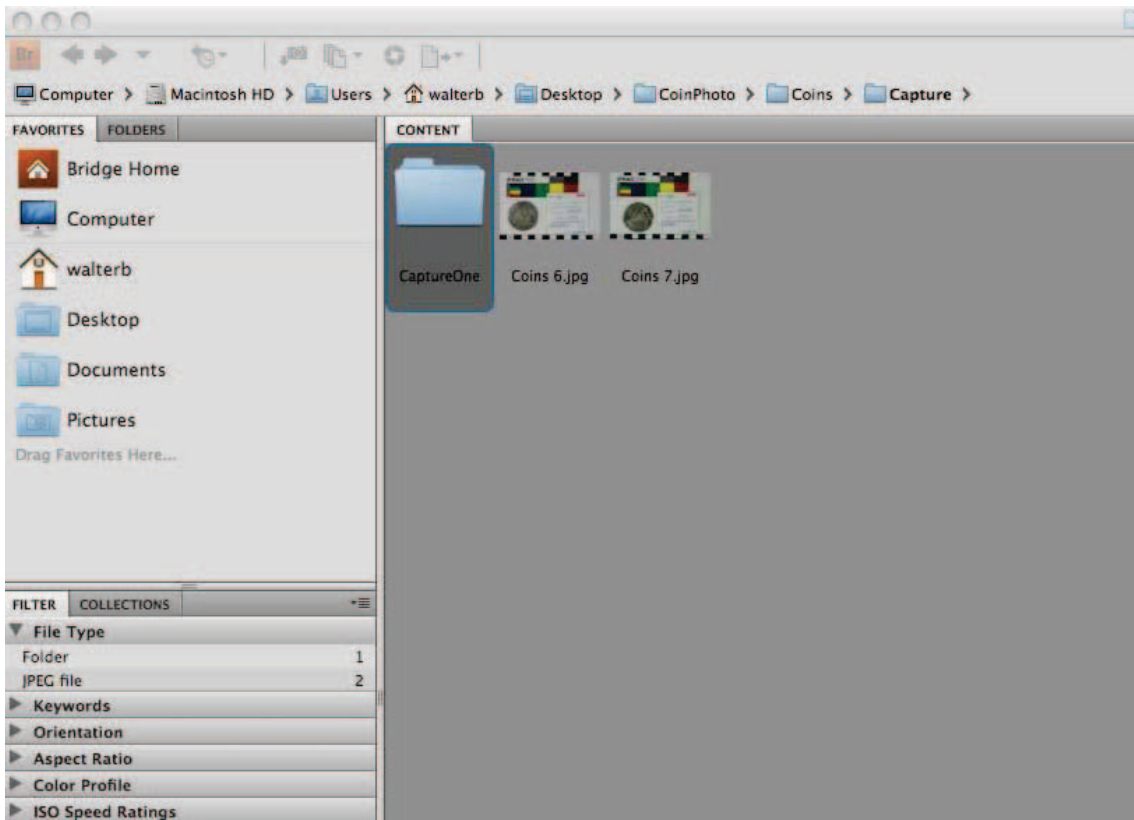 Br
Computer > Macintosh HD > Users > walterb > Desktop > CoinPhoto > Coins > Capture >
FAVORITES FOLDERS
Bridge Home
Computer
walterb
Desktop
Documents
Pictures
Drag Favorites Here...
CONTENT
CaptureOne Coins 6.jpg Coins 7.jpg
FILTER COLLECTIONS
File Type
Folder 1
JPEG file 2
Keywords
Orientation
Aspect Ratio
Color Profile
ISO Speed Ratings